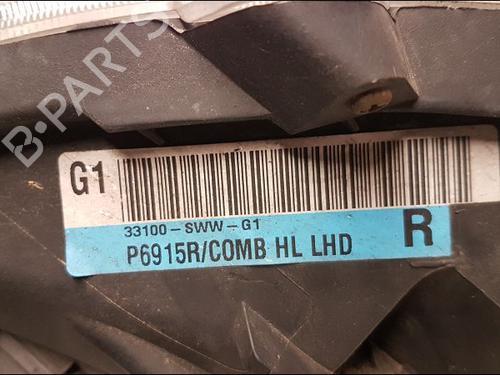 B-PARTS
G1
33100-SWW-G1
P6915R/COMB HL LHD
R